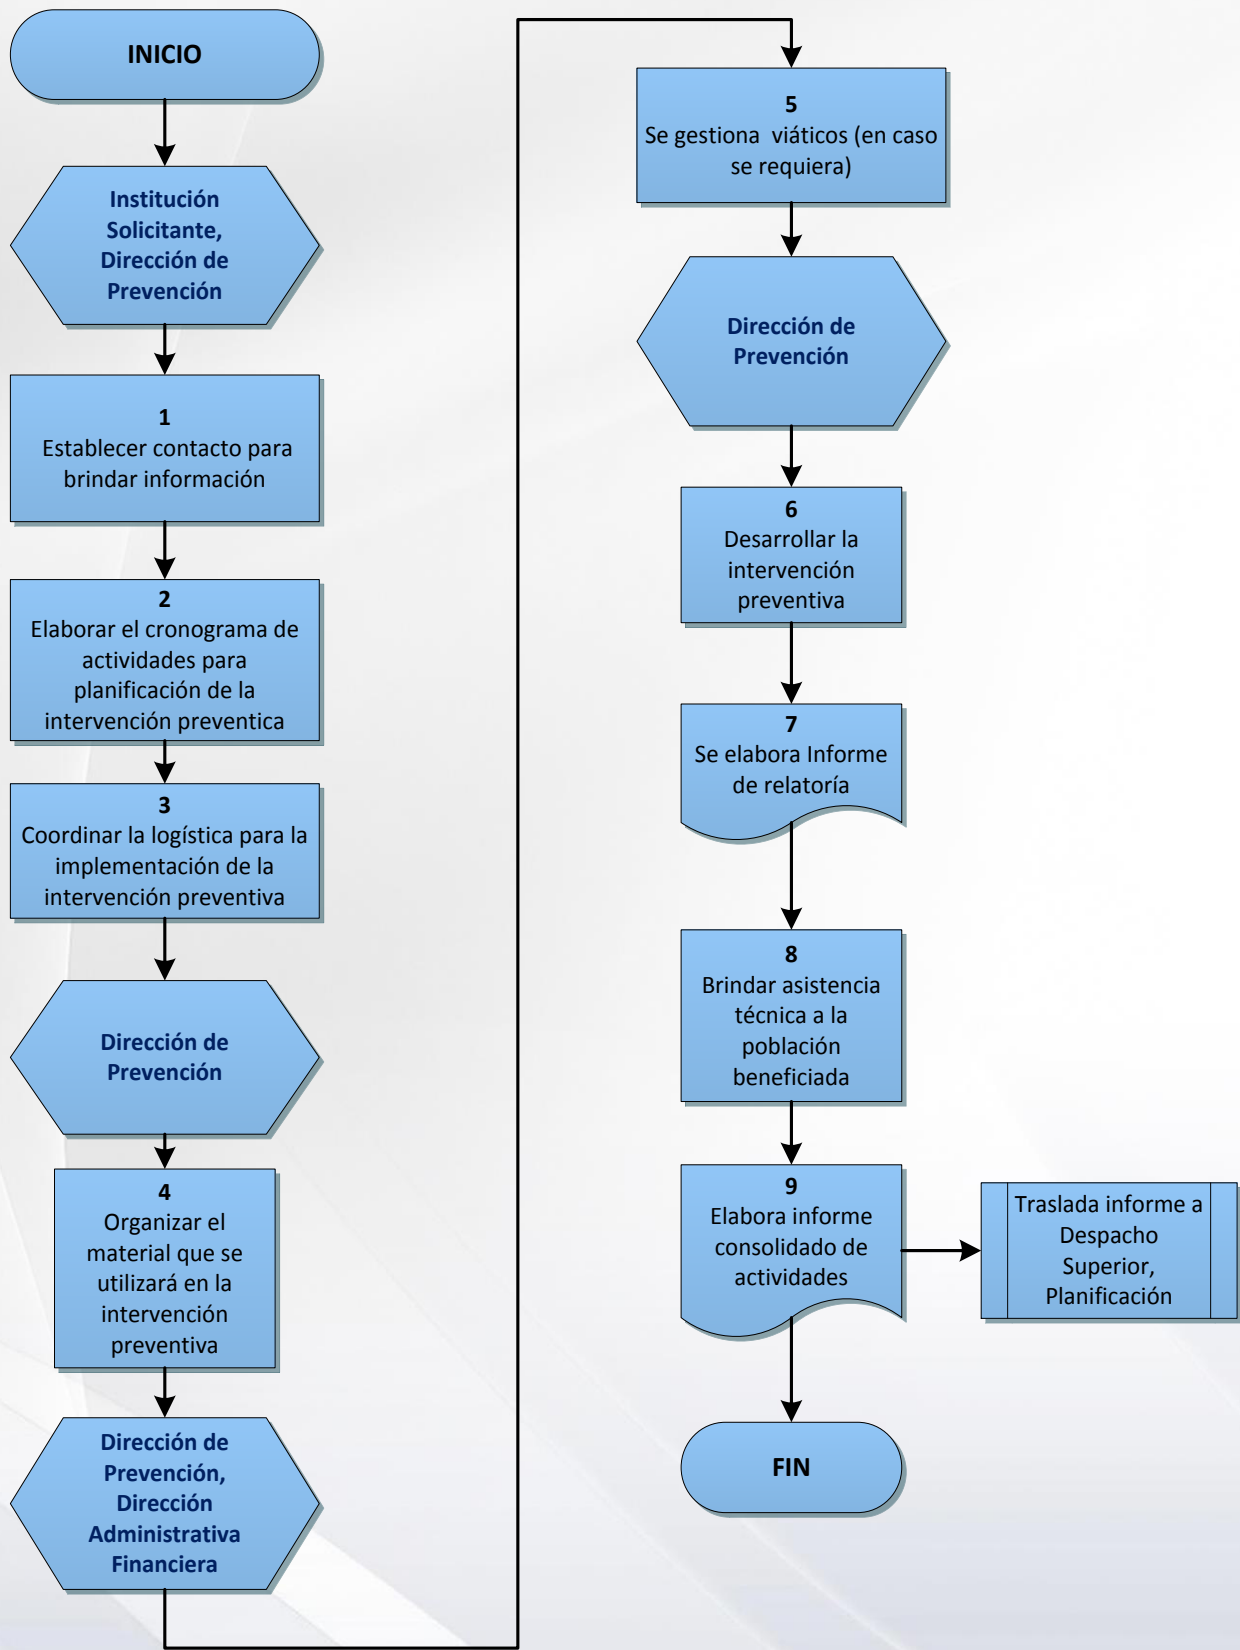 INICIO
Institución
Solicitante,
Dirección de
Prevención
1
Establecer contacto para
brindar información
2
Elaborar el cronograma de
actividades para
planificación de la
intervención preventica
3
Coordinar la logística para la
implementación de la
intervención preventiva
Dirección de
Prevención
4
Organizar el
material que se
utilizará en la
intervención
preventiva
Dirección de
Prevención,
Dirección
Administrativa
Financiera
5
Se gestiona viáticos (en caso
se requiera)
Dirección de
Prevención
6
Desarrollar la
intervención
preventiva
7
Se elabora Informe
de relatoría
8
Brindar asistencia
técnica a la
población
beneficiada
9
Elabora informe
consolidado de
actividades
Traslada informe a
Despacho
Superior,
Planificación
FIN